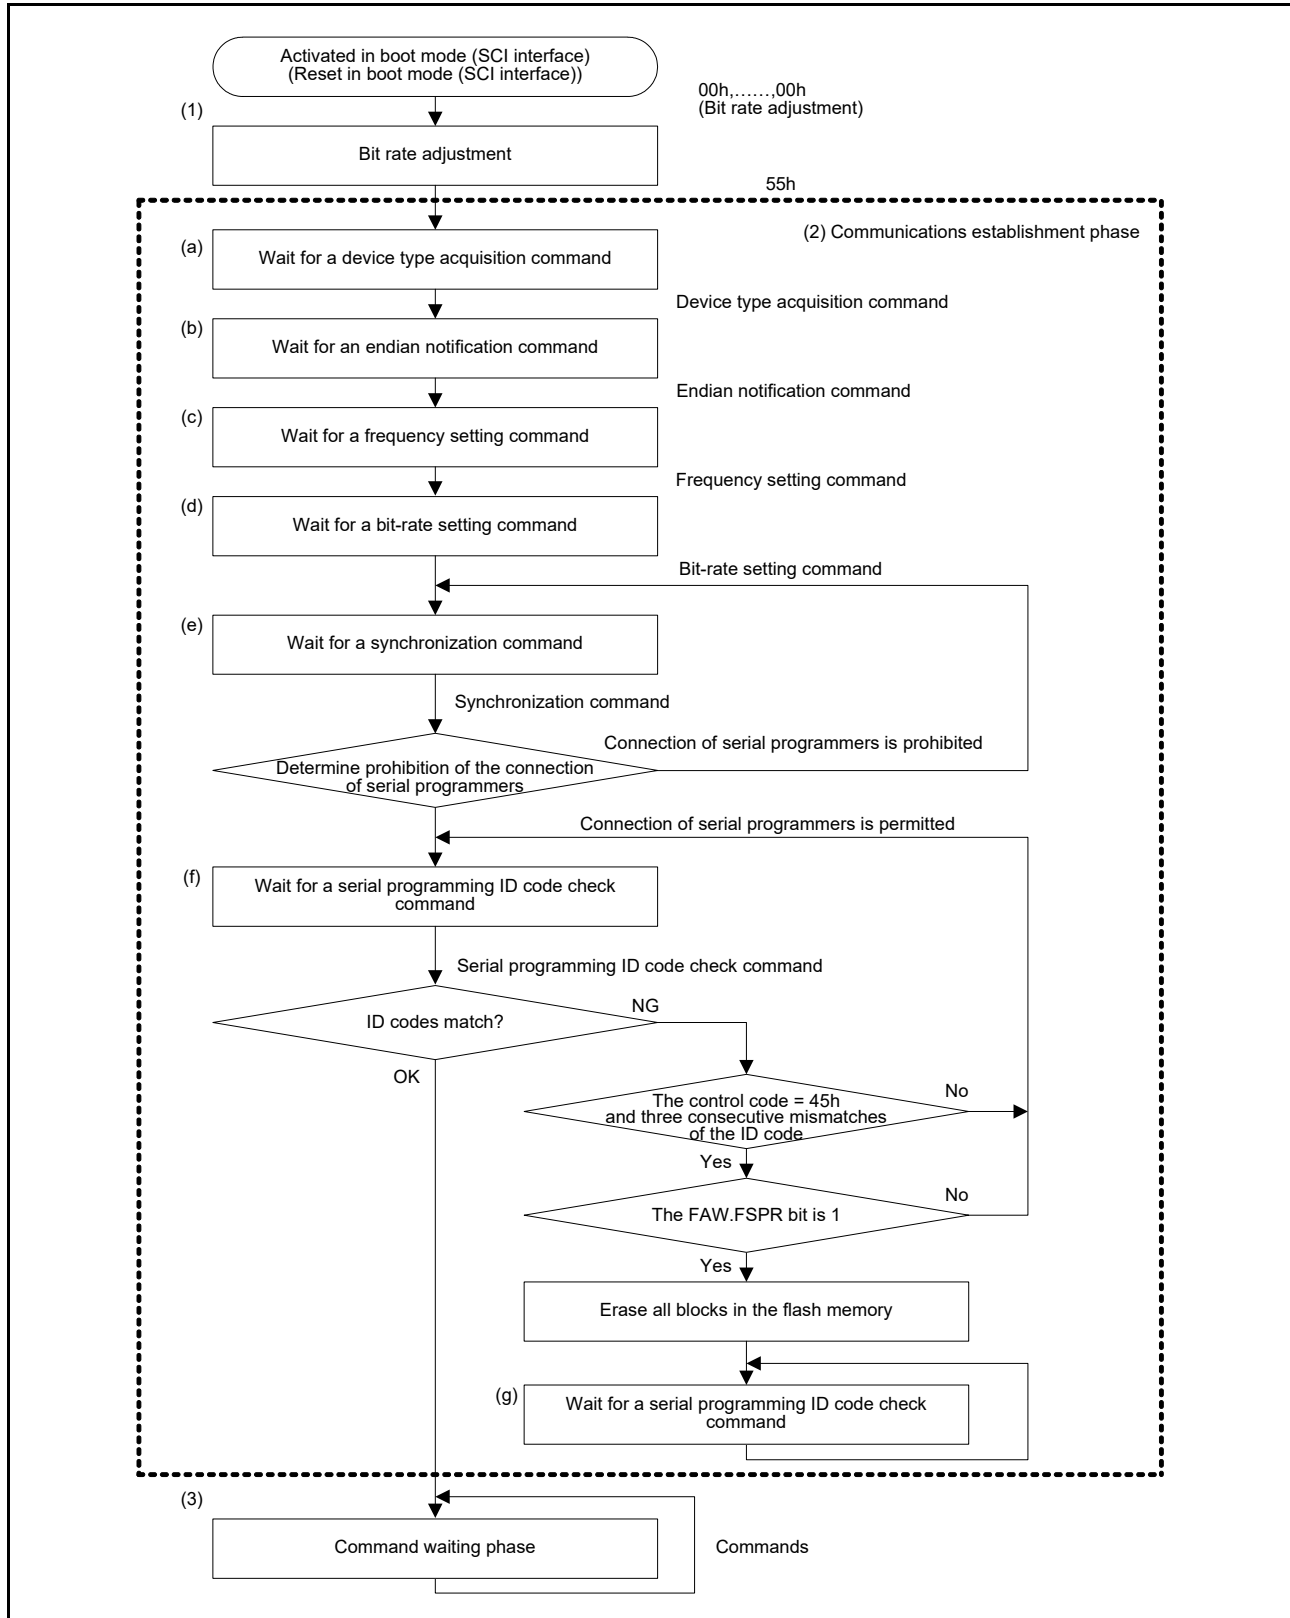 Activated in boot mode (SCI interface)
(Reset in boot mode (SCI interface))
00h,……,00h
(Bit rate adjustment)
(1)
Bit rate adjustment
55h
(2) Communications establishment phase
(a)
Wait for a device type acquisition command
Device type acquisition command
(b)
Wait for an endian notification command
Endian notification command
(c)
Wait for a frequency setting command
Frequency setting command
(d)
Wait for a bit-rate setting command
Bit-rate setting command
(e)
Wait for a synchronization command
Synchronization command
Connection of serial programmers is prohibited
Determine prohibition of the connection
of serial programmers
Connection of serial programmers is permitted
(f)
Wait for a serial programming ID code check
command
Serial programming ID code check command
NG
ID codes match?
OK
The control code = 45h
and three consecutive mismatches
of the ID code
No
Yes
The FAW.FSPR bit is 1
No
Yes
Erase all blocks in the flash memory
(g)
Wait for a serial programming ID code check
command
(3)
Command waiting phase
Commands